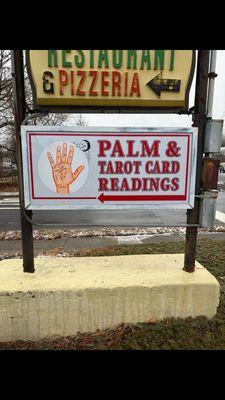 RESTAURANT
& PIZZERIA
PALM &
TAROT CARD
READINGS